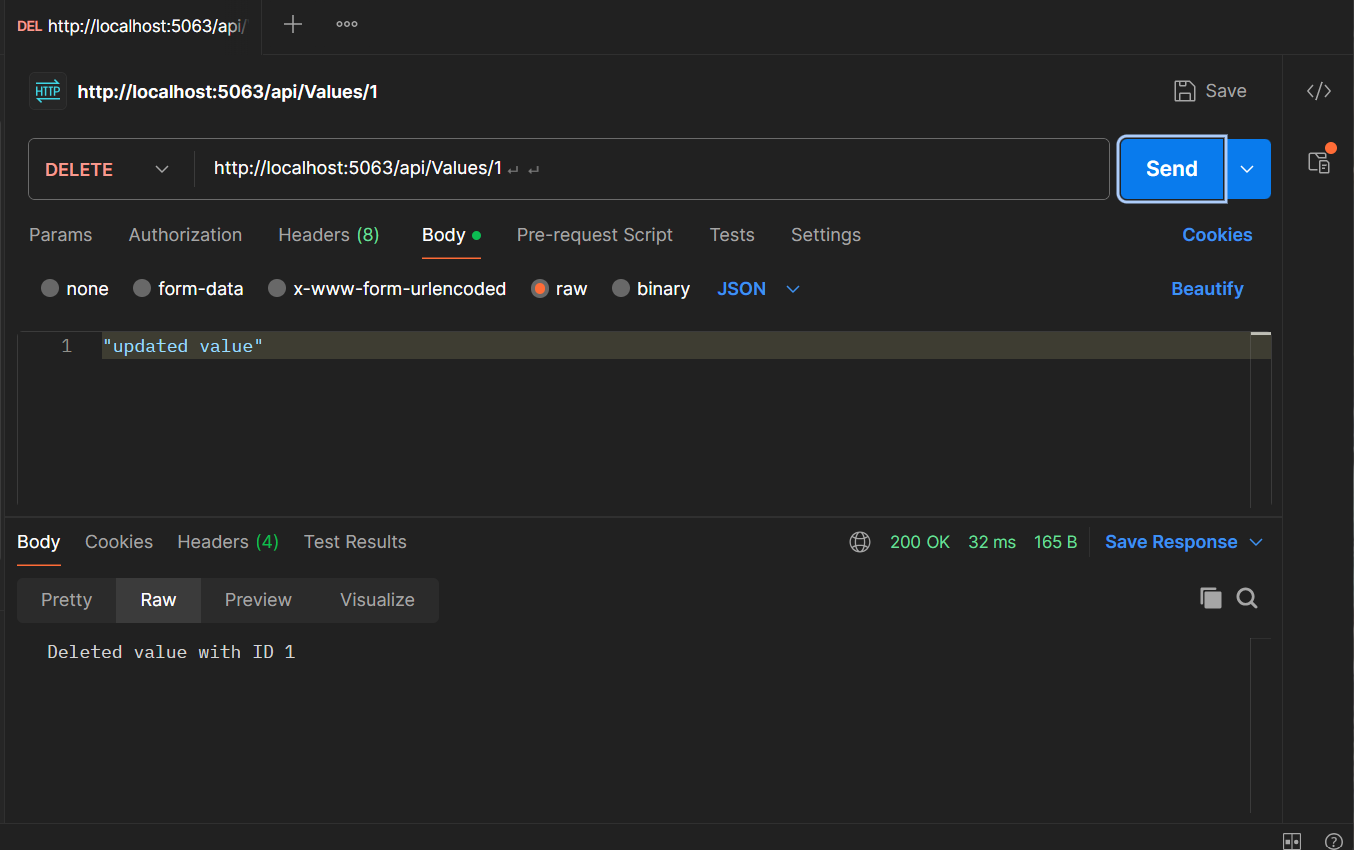 DEL http://localhost:5063/api/
HTTP http://localhost:5063/api/Values/1 Save
DELETE http://localhost:5063/api/Values/1 ↵ ↵ Send
Params Authorization Headers (8) Body Pre-request Script Tests Settings Cookies
none form-data x-www-form-urlencoded raw binary JSON Beautify
1 "updated value"
Body Cookies Headers (4) Test Results 200 OK 32 ms 165 B Save Response
Pretty Raw Preview Visualize
Deleted value with ID 1